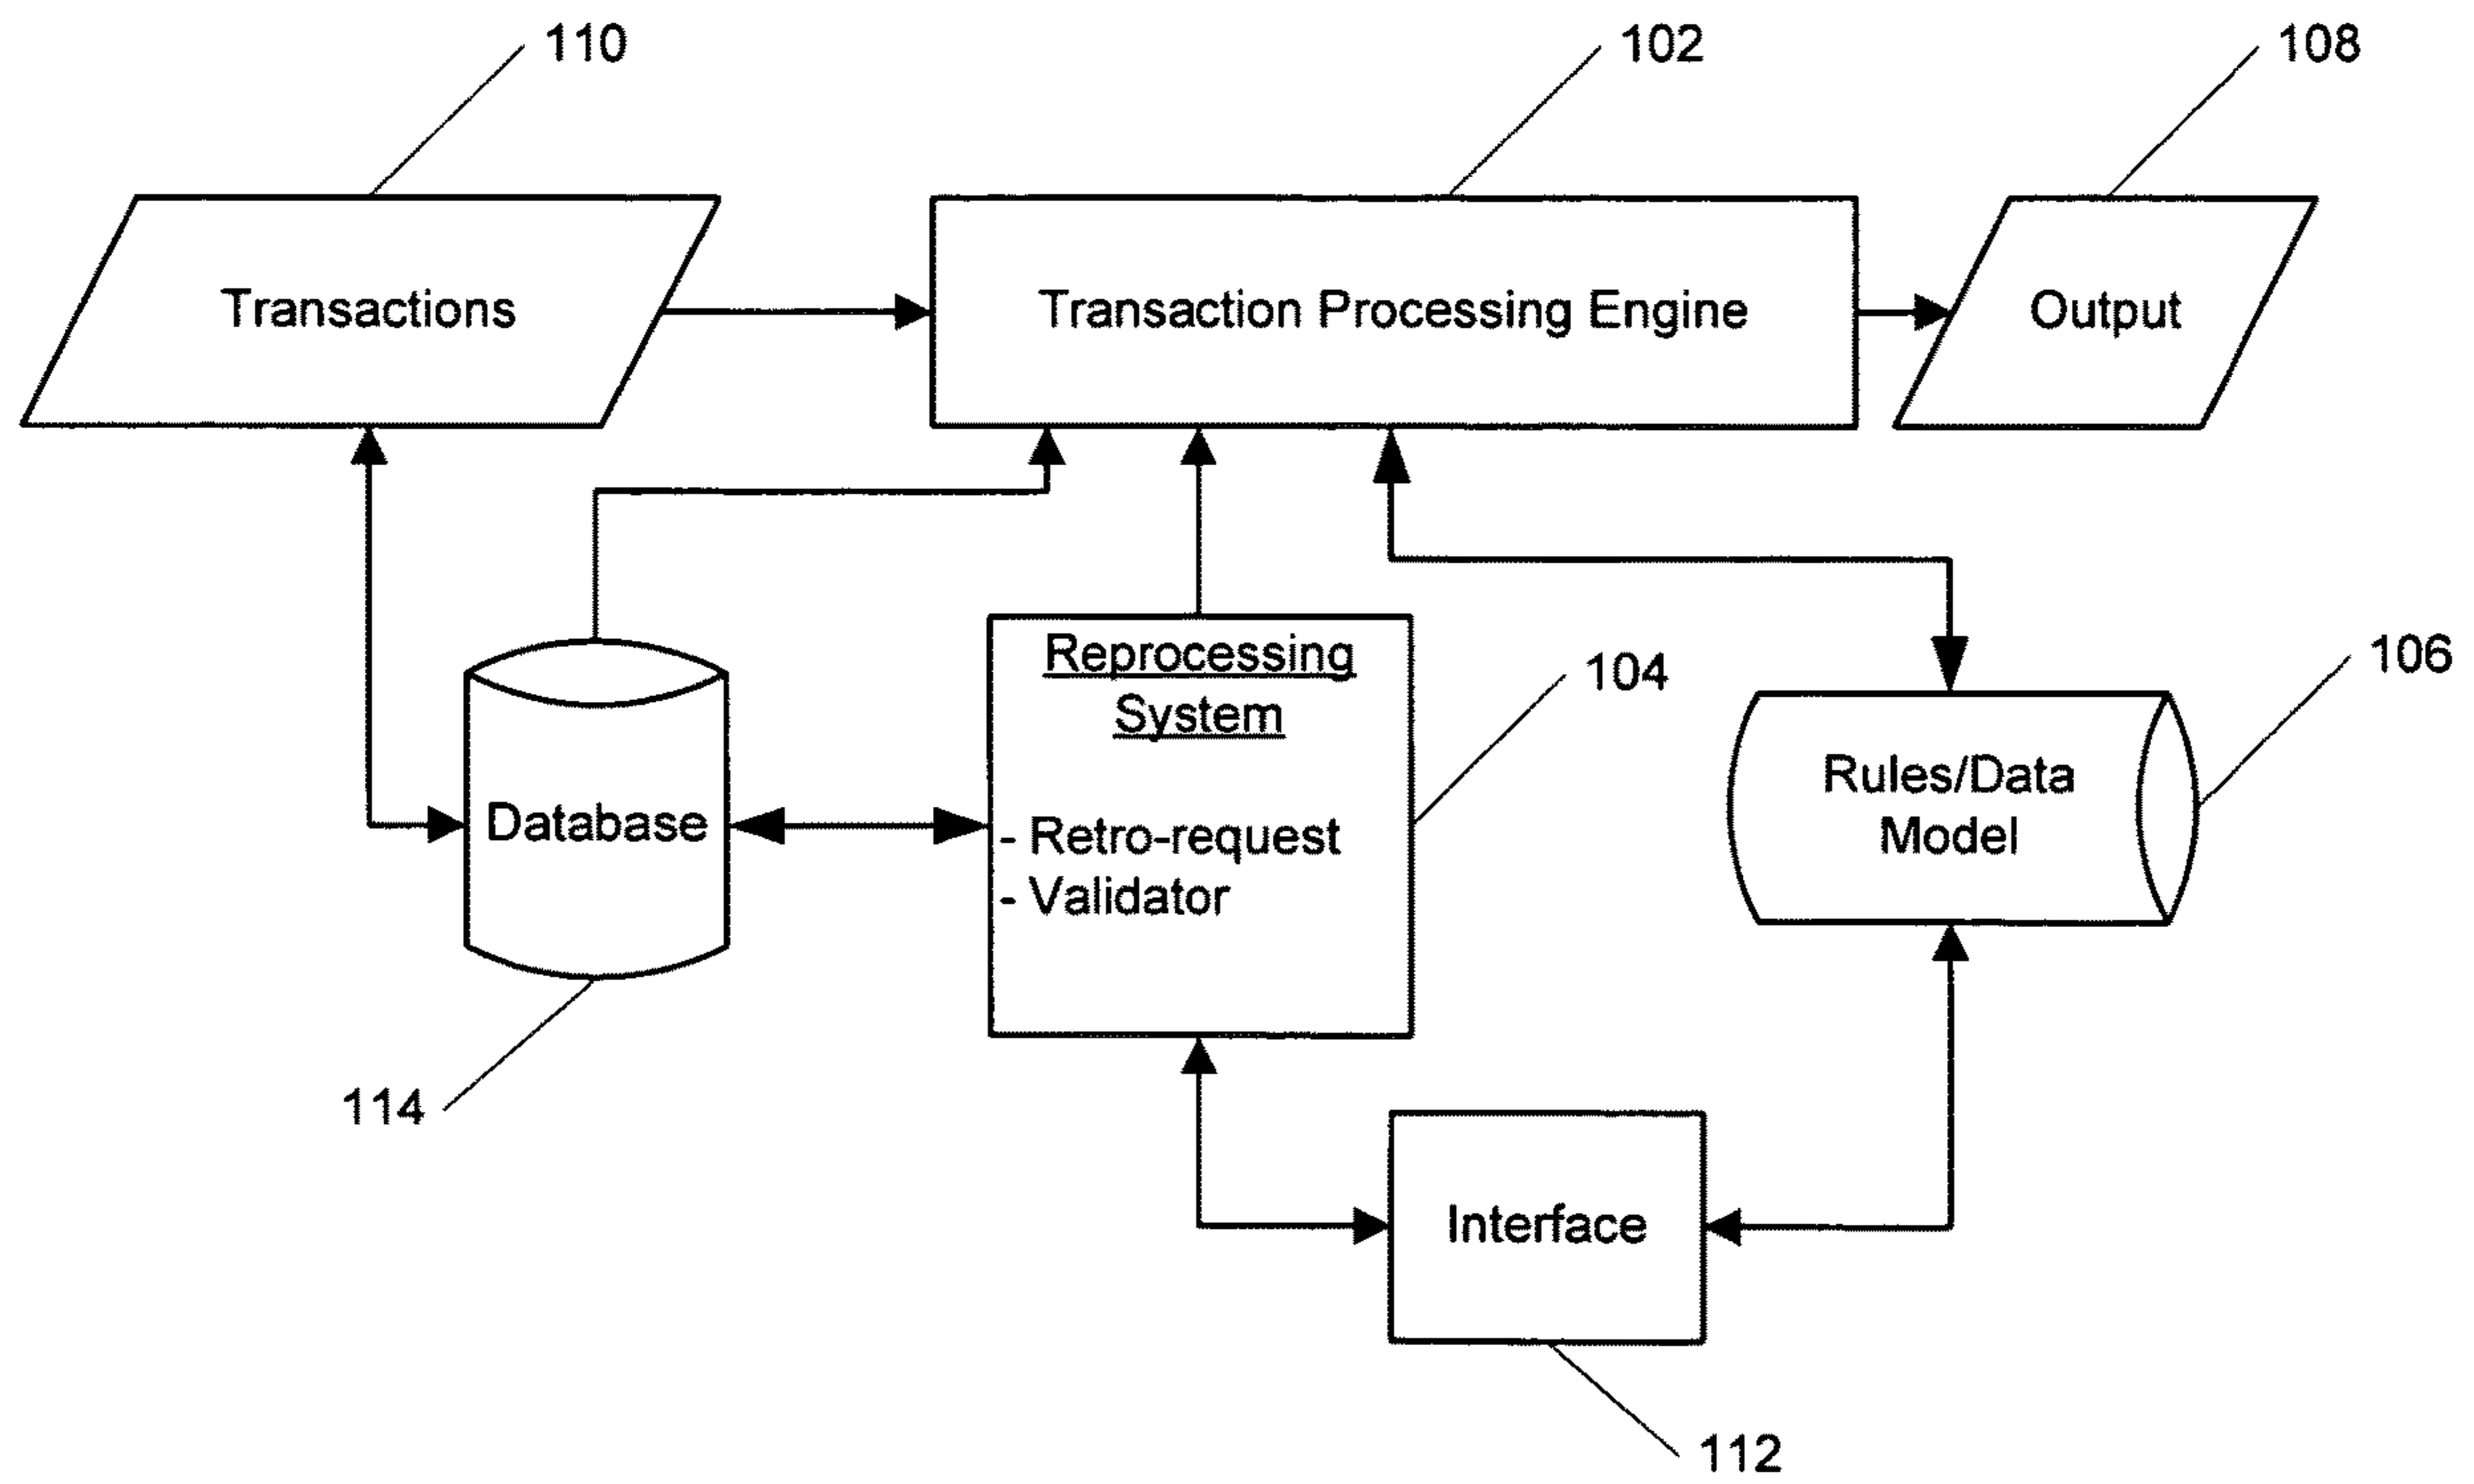 110
102
108
Transactions
Transaction Processing Engine
Output
Reprocessing
System
104
106
Rules/Data
Model
Database
- Retro-request
- Validator
114
Interface
112